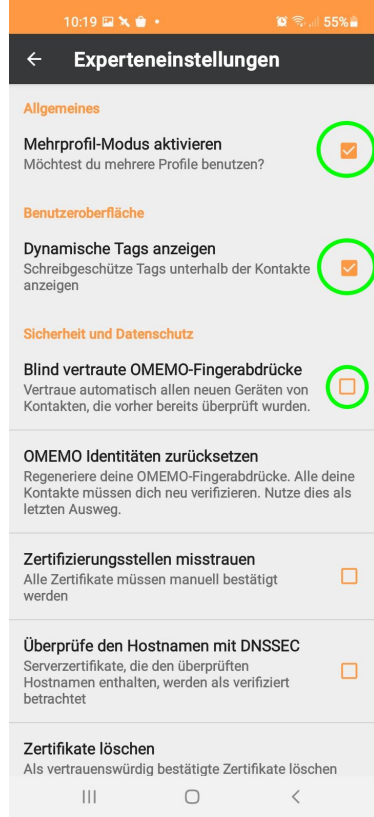 10:19 55%
Experteneinstellungen
Allgemeines
Mehrprofil-Modus aktivieren
Möchtest du mehrere Profile benutzen?
Benutzeroberfläche
Dynamische Tags anzeigen
Schreibgeschütze Tags unterhalb der Kontakte
anzeigen
Sicherheit und Datenschutz
Blind vertraute OMEMO-Fingerabdrücke
Vertraue automatisch allen neuen Geräten von
Kontakten, die vorher bereits überprüft wurden.
OMEMO Identitäten zurücksetzen
Regeneriere deine OMEMO-Fingerabdrücke. Alle deine
Kontakte müssen dich neu verifizieren. Nutze dies als
letzten Ausweg.
Zertifizierungsstellen misstrauen
Alle Zertifikate müssen manuell bestätigt
werden
Überprüfe den Hostnamen mit DNSSEC
Serverzertifikate, die den überprüften
Hostnamen enthalten, werden als verifiziert
betrachtet
Zertifikate löschen
Als vertrauenswürdig bestätigte Zertifikate löschen